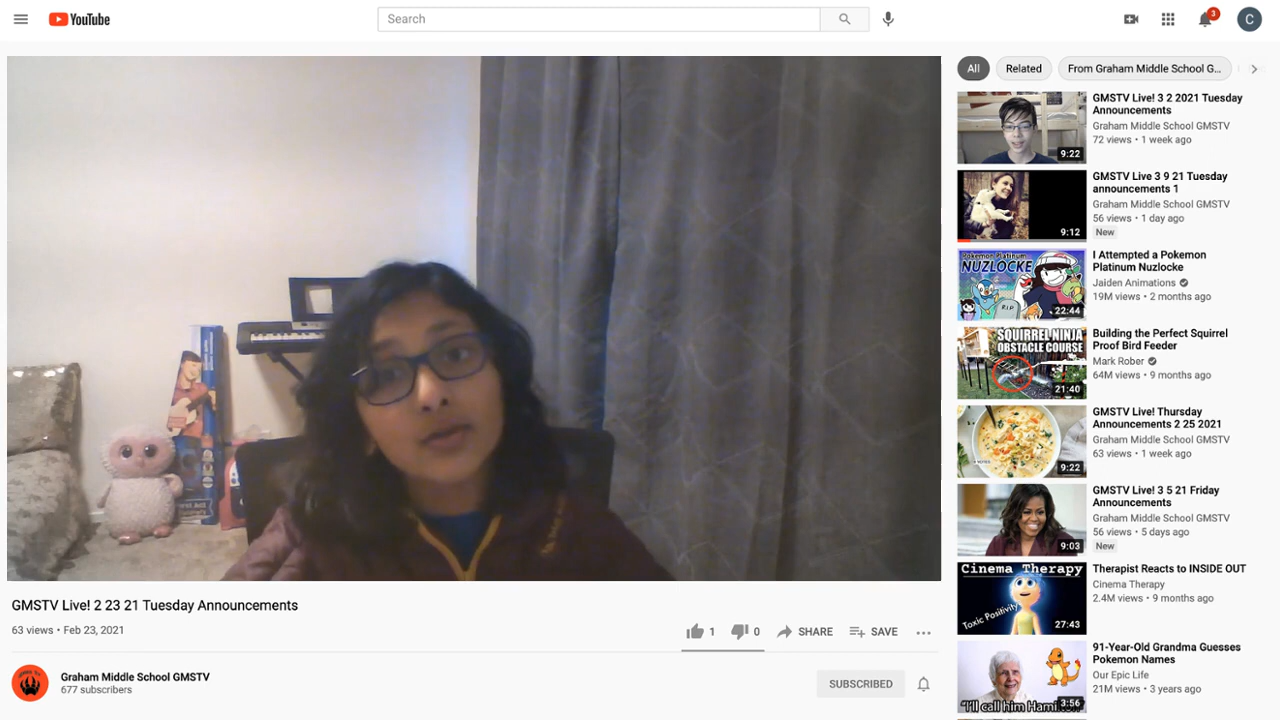 YouTube
Search
3
C
All
Related
From Graham Middle School G...
GMSTV Live! 3 2 2021 Tuesday
Announcements
Graham Middle School GMSTV
72 views • 1 week ago
9:22
GMSTV Live 3 9 21 Tuesday
announcements 1
Graham Middle School GMSTV
56 views • 1 day ago
New
9:12
Pokemon Platinum
NUZLOCKE
R.I.P
22:44
I Attempted a Pokemon
Platinum Nuzlocke
Jaiden Animations
19M views • 2 months ago
SQUIRREL NINJA
OBSTACLE COURSE
21:40
Building the Perfect Squirrel
Proof Bird Feeder
Mark Rober
64M views • 9 months ago
GMSTV Live! Thursday
Announcements 2 25 2021
Graham Middle School GMSTV
63 views • 1 week ago
9:22
GMSTV Live! 3 5 21 Friday
Announcements
Graham Middle School GMSTV
56 views • 5 days ago
New
9:03
Cinema Therapy
Toxic Positivity
27:43
Therapist Reacts to INSIDE OUT
Cinema Therapy
2.4M views • 9 months ago
"I'll call him
3:56
91-Year-Old Grandma Guesses
Pokemon Names
Our Epic Life
21M views • 3 years ago
First Act
GMSTV Live! 2 23 21 Tuesday Announcements
63 views • Feb 23, 2021
1
0
SHARE
SAVE
Graham Middle School GMSTV
677 subscribers
SUBSCRIBED